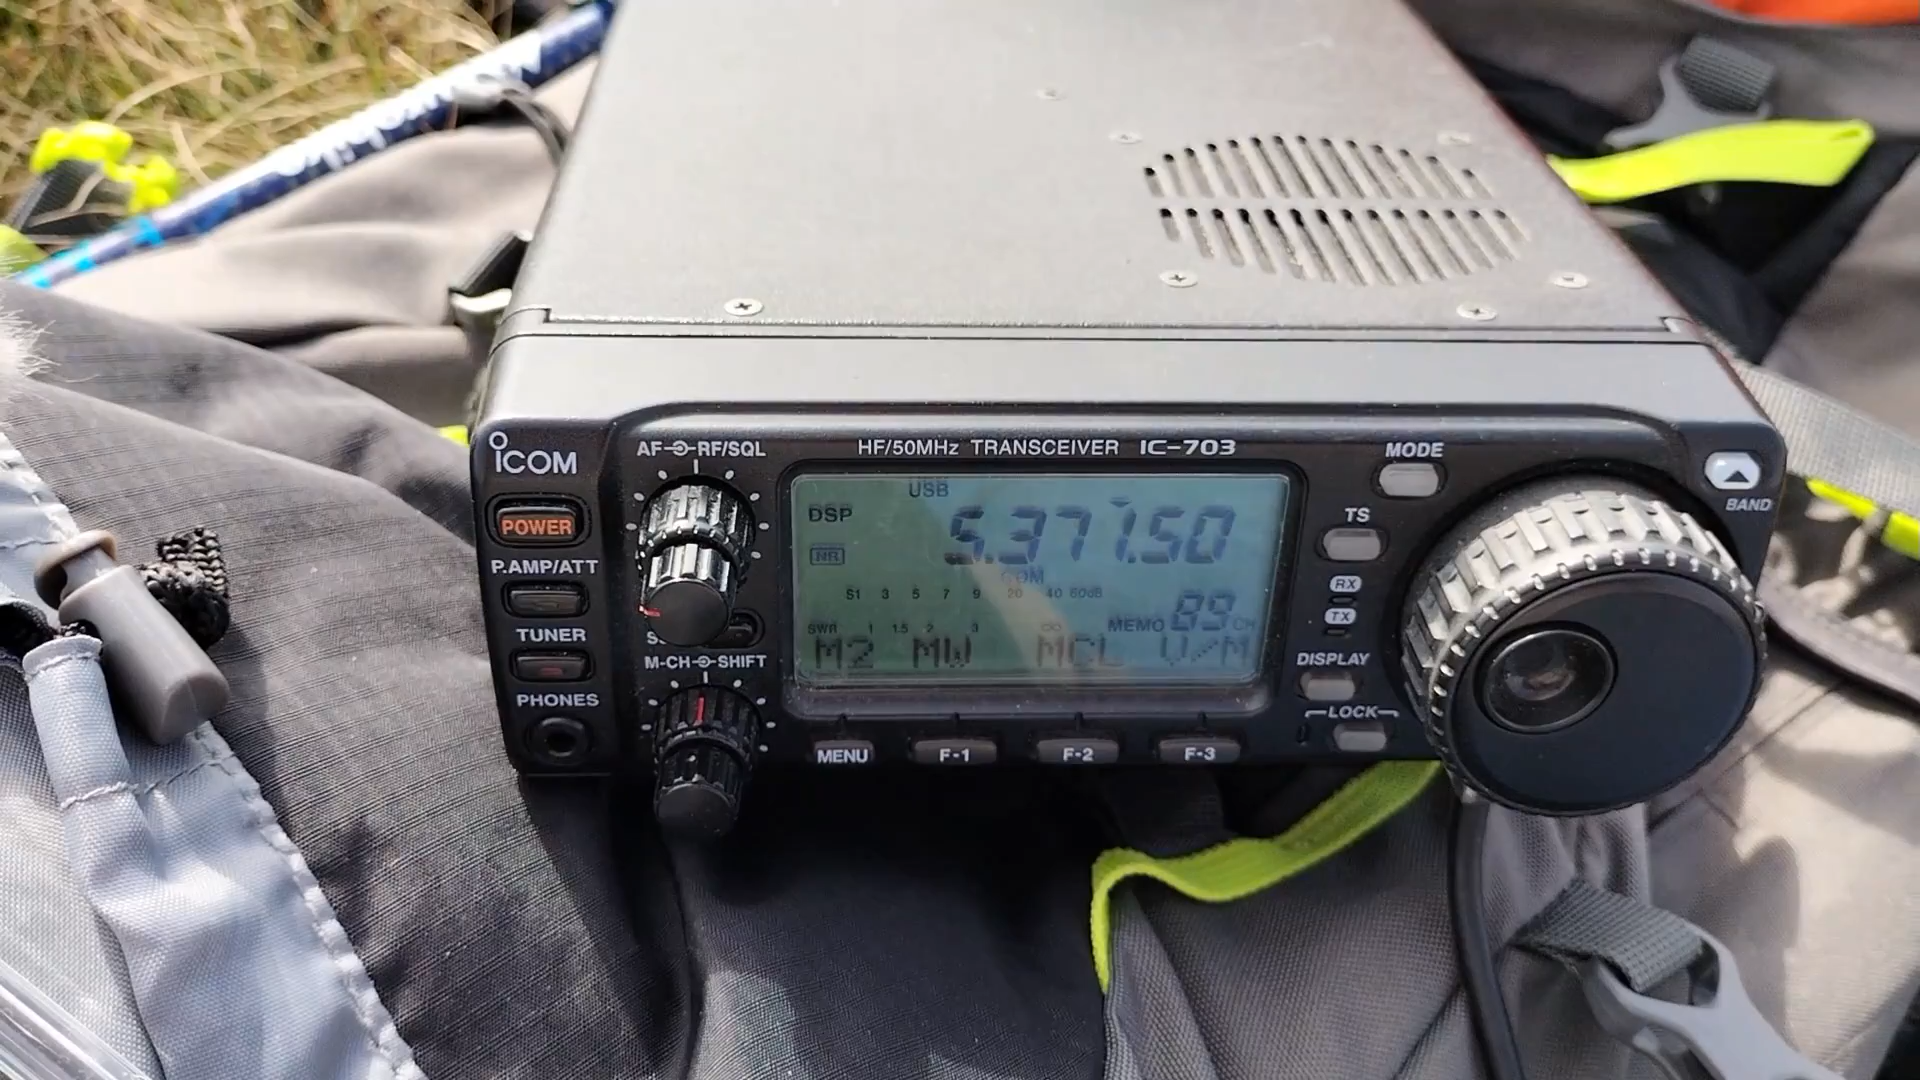 ICOM
AF RF/SQL
HF/50MHz TRANSCEIVER IC-703
MODE
BAND
POWER
USB
DSP
5.371.50
TS
NR
P.AMP/ATT
COM
S1 3 5 7 9 20 40 60dB
RX
TX
TUNER
SWR 1 1.5 2 3 ∞
MEMO 89 CH
M2 MW MCL V/M
M-CH SHIFT
DISPLAY
PHONES
LOCK
MENU F-1 F-2 F-3